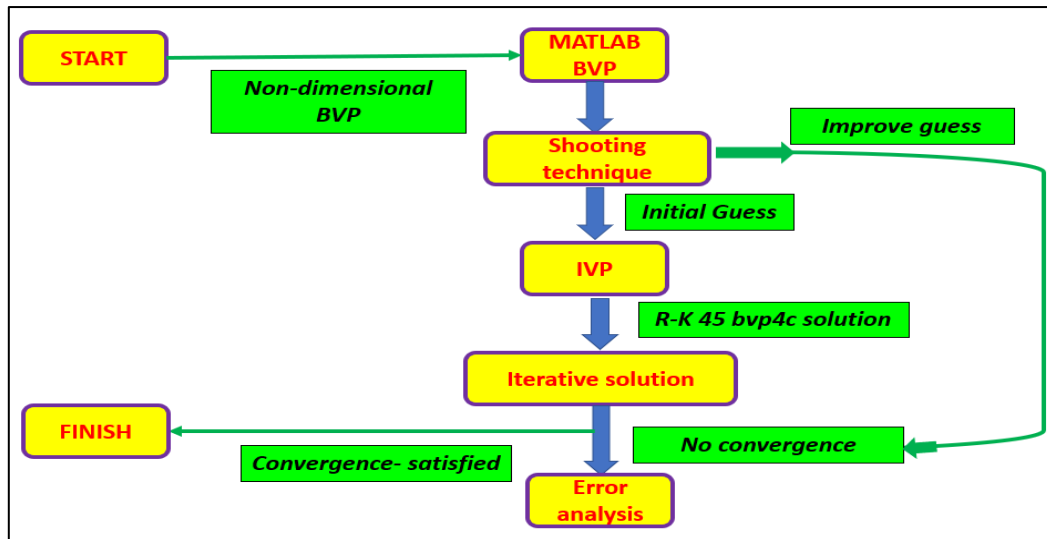 START
MATLAB
BVP
Non-dimensional
BVP
Improve guess
Shooting
technique
Initial Guess
IVP
R-K 45 bvp4c solution
Iterative solution
FINISH
No convergence
Convergence- satisfied
Error
analysis